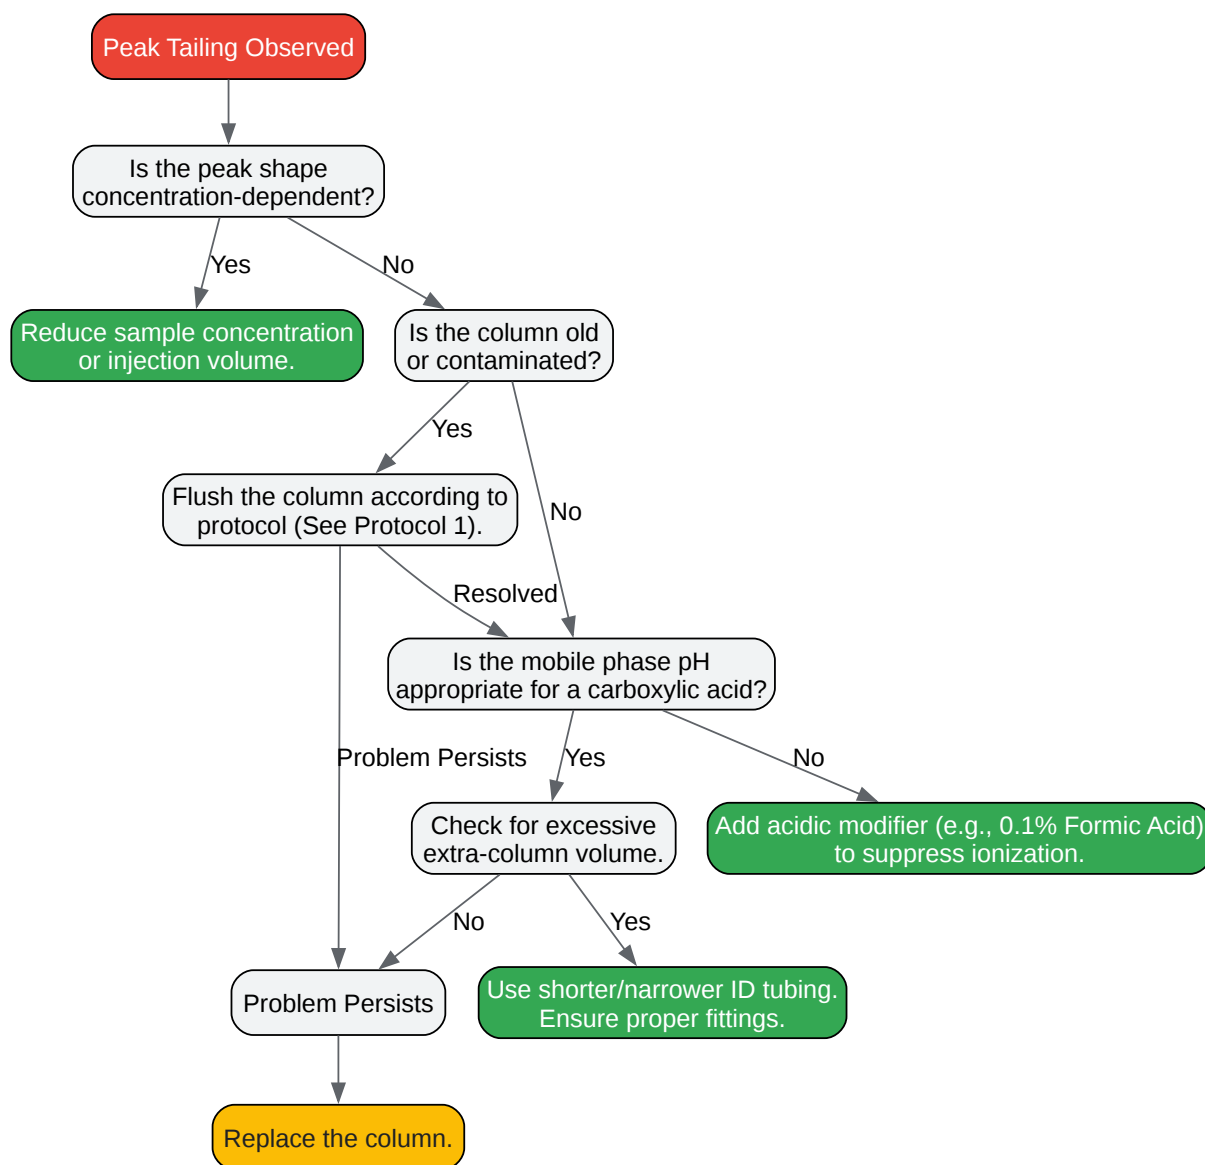 Peak Tailing Observed
Is the peak shape
concentration-dependent?
Yes
No
Reduce sample concentration
or injection volume.
Is the column old
or contaminated?
Yes
Flush the column according to
protocol (See Protocol 1).
No
Resolved
Is the mobile phase pH
appropriate for a carboxylic acid?
Problem Persists
Yes
No
Check for excessive
extra-column volume.
Add acidic modifier (e.g., 0.1% Formic Acid)
to suppress ionization.
No
Yes
Problem Persists
Use shorter/narrower ID tubing.
Ensure proper fittings.
Replace the column.